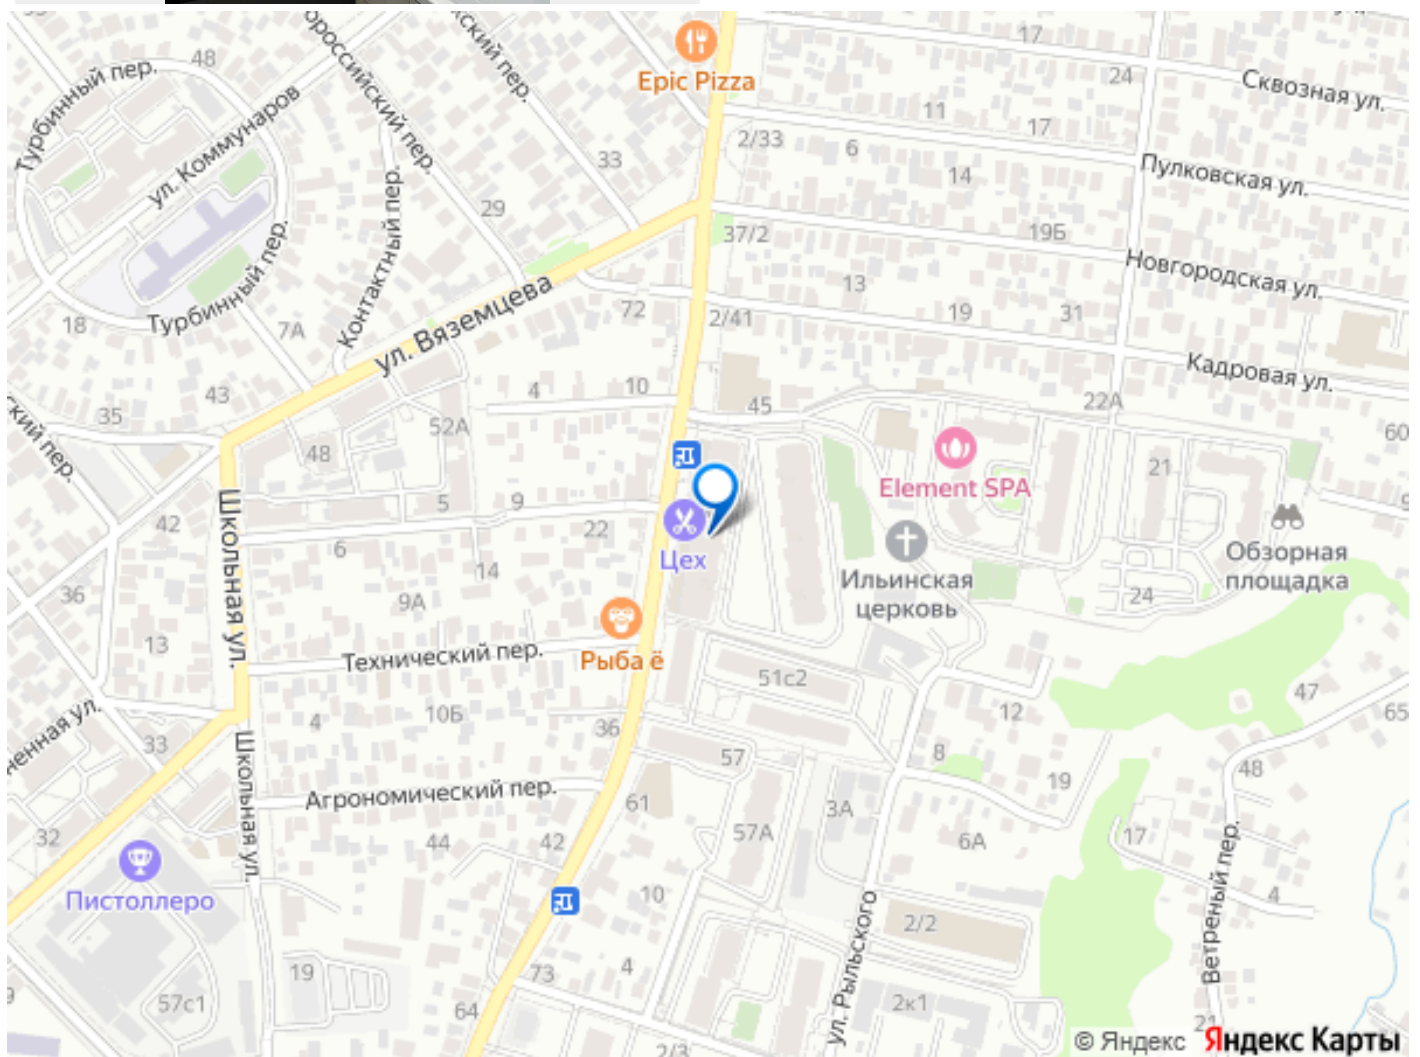 48
17
Epic Pizza
24
Сквозная ул.
Турбинный пер.
ул. Коммунаров
11
17
2/33
6
33
14
Пулковская ул.
Контактный пер.
29
37/2
19Б
Новгородская ул.
13
18
Турбинный пер.
7А
ул. Вяземцева
72
2/41
19
31
Кадровая ул.
43
35
4
10
45
22А
52А
48
60
21
Element SPA
Школьная ул.
42
5
9
22
Цех
Обзорная
площадка
6
14
Ильинская
церковь
36
9А
24
13
Технический пер.
Рыба ё
51с2
47
65
4
10Б
36
12
33
57
8
48
19
Агрономический пер.
61
3А
32
Школьная ул.
44
42
57А
6А
17
Ветреный пер.
Пистоллеро
10
4
2/2
ул. Рыльского
19
73
4
57с1
64
2к1
21
2/3
© Яндекс Яндекс Карты